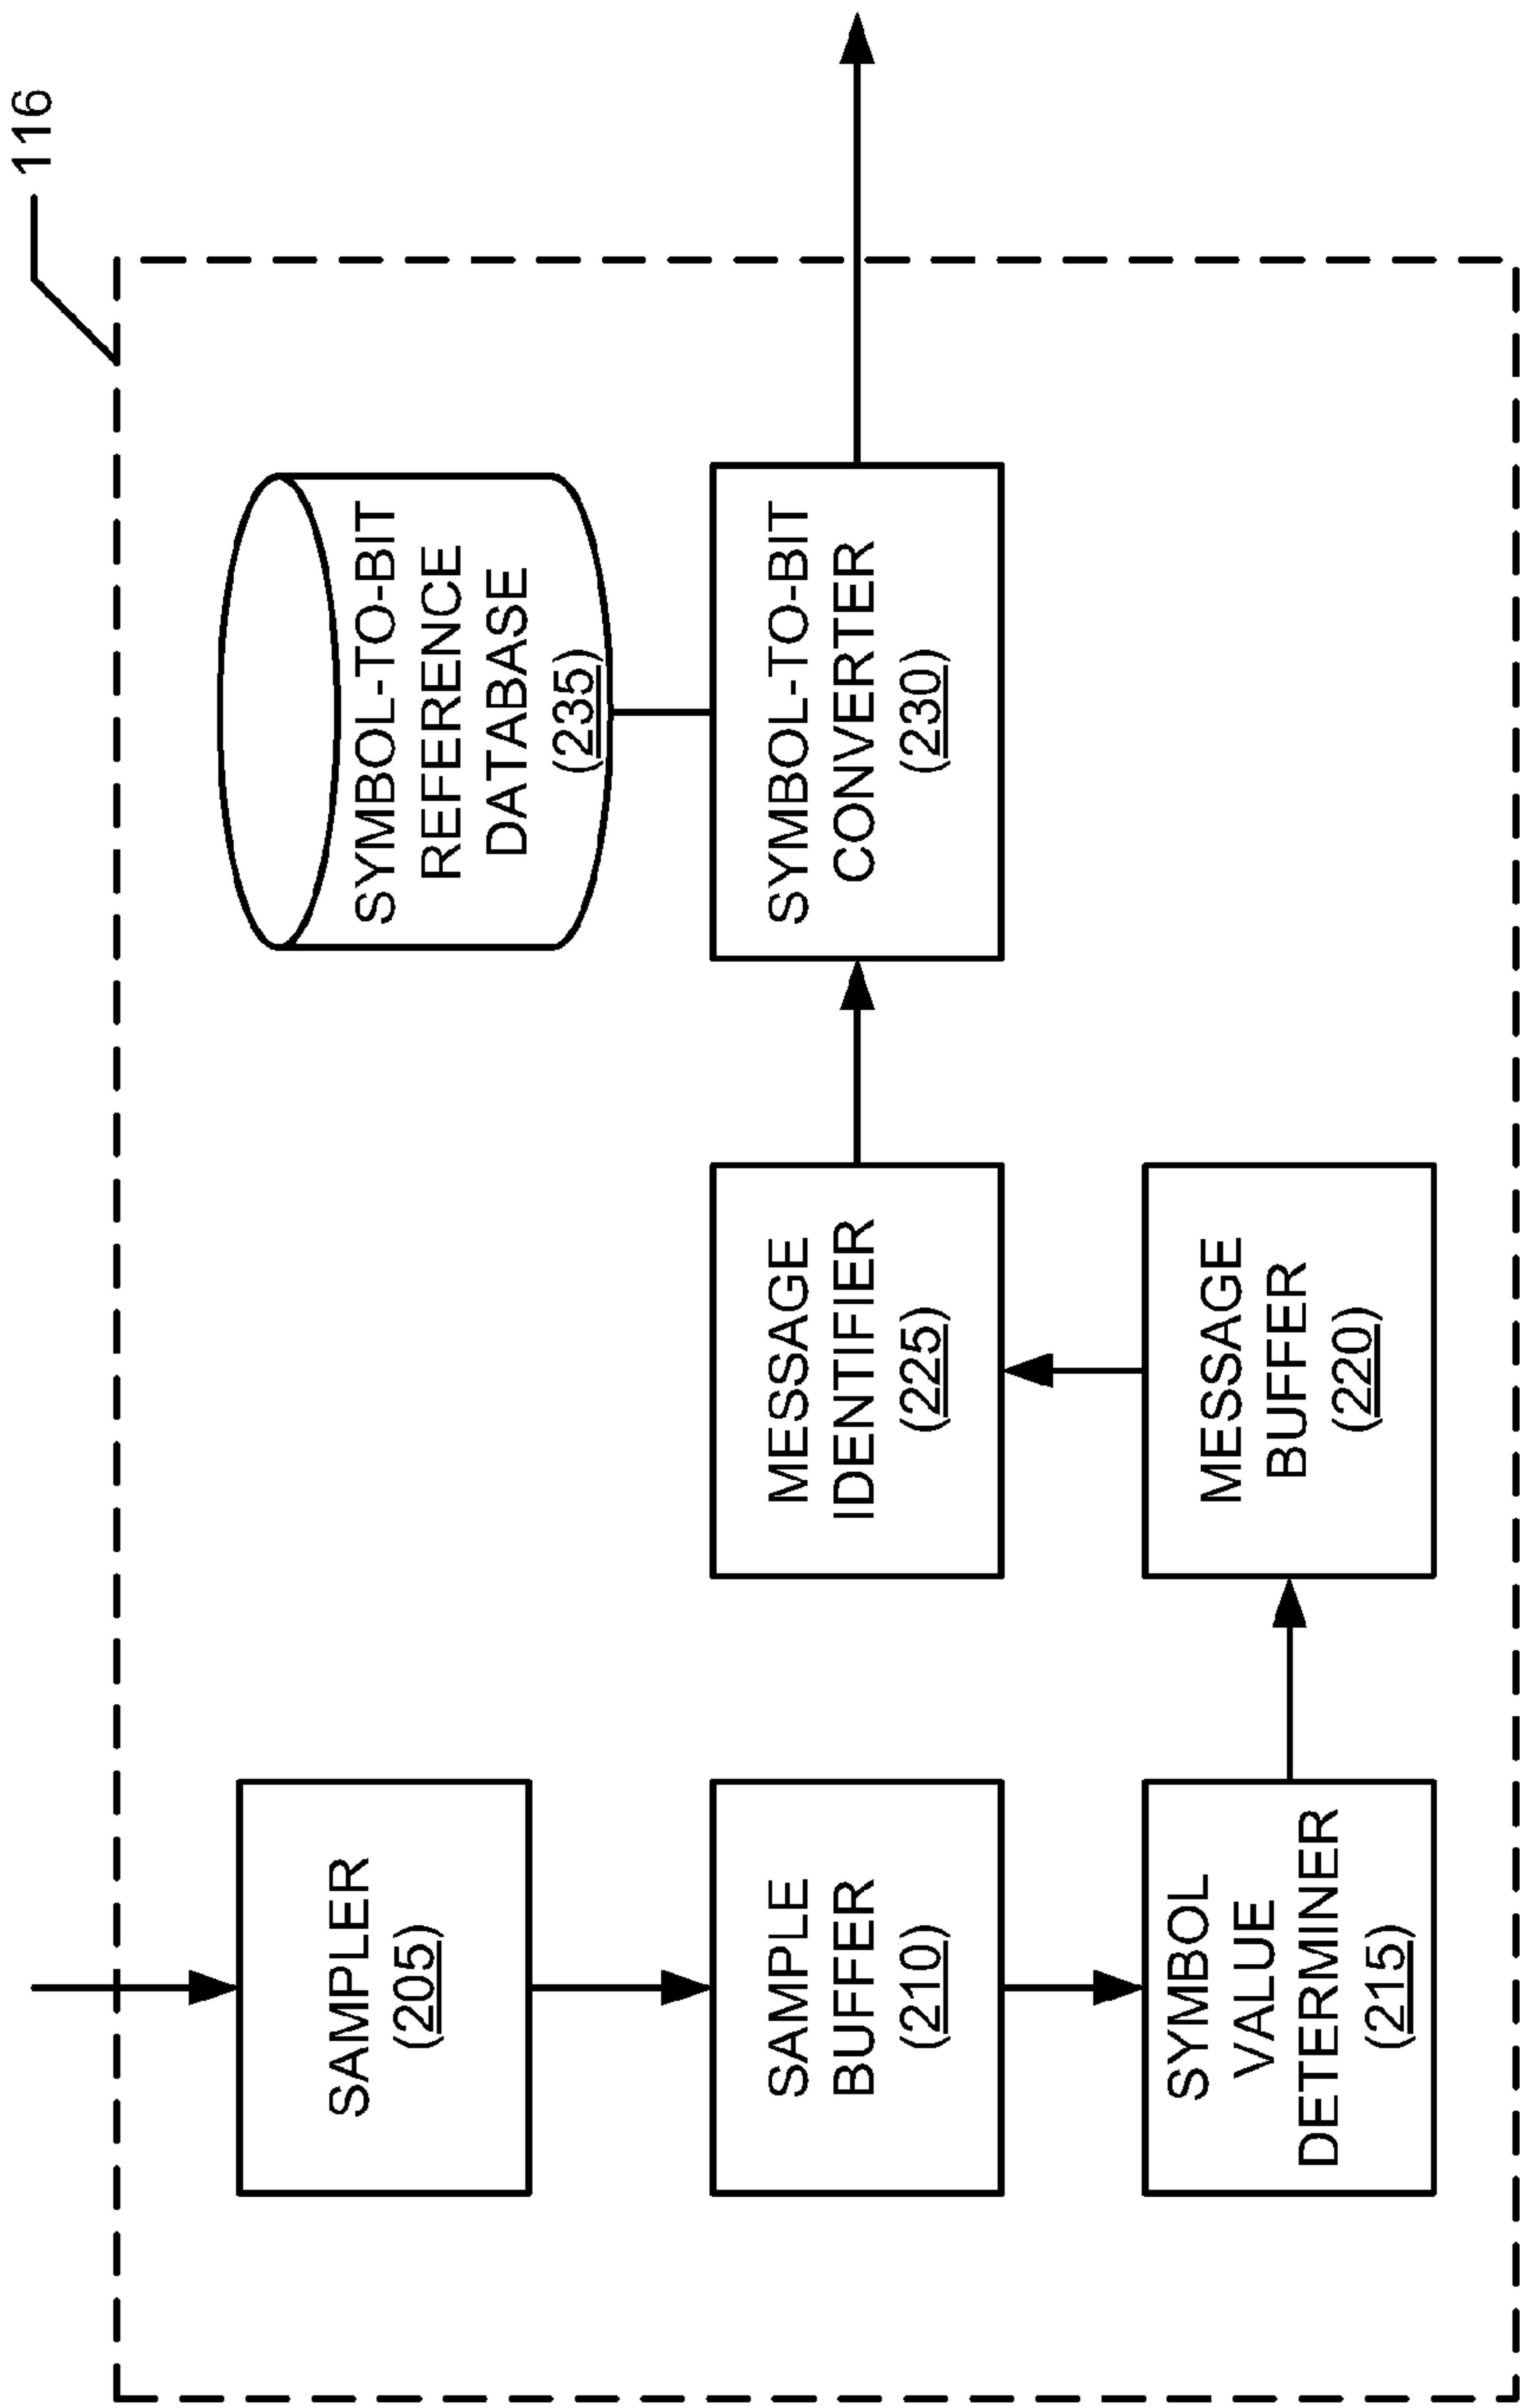 116
SAMPLER
(205)
SAMPLE
BUFFER
(210)
SYMBOL
VALUE
DETERMINER
(215)
MESSAGE
BUFFER
(220)
MESSAGE
IDENTIFIER
(225)
SYMBOL-TO-BIT
CONVERTER
(230)
SYMBOL-TO-BIT
REFERENCE
DATABASE
(235)